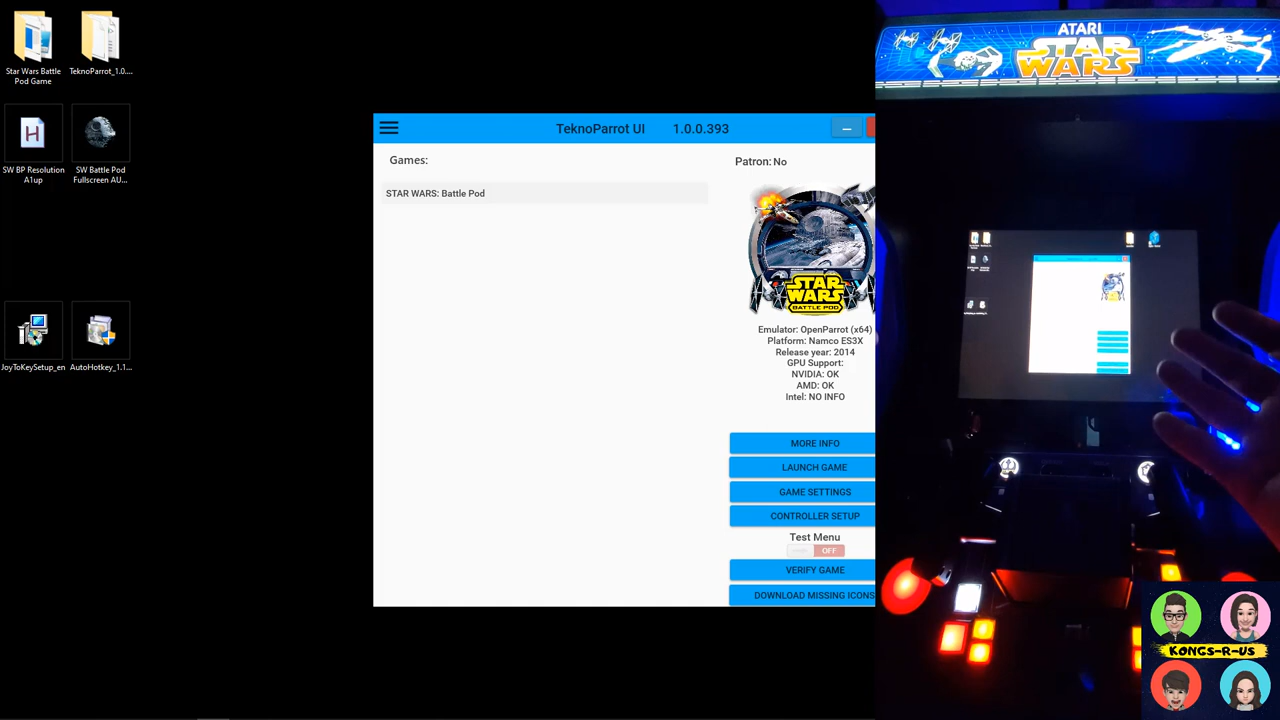 Star Wars Battle
Pod Game
TeknoParrot_1.0....
SW BP Resolution
A1up
SW Battle Pod
Fullscreen AU...
JoyToKeySetup_en
AutoHotkey_1.1...
TeknoParrot UI 1.0.0.393
Games:
STAR WARS: Battle Pod
Patron: No
STAR
WARS
BATTLE POD
Emulator: OpenParrot (x64)
Platform: Namco ES3X
Release year: 2014
GPU Support:
NVIDIA: OK
AMD: OK
Intel: NO INFO
MORE INFO
LAUNCH GAME
GAME SETTINGS
CONTROLLER SETUP
Test Menu
OFF
VERIFY GAME
DOWNLOAD MISSING ICONS
ATARI
STAR
WARS
KONGS-R-US